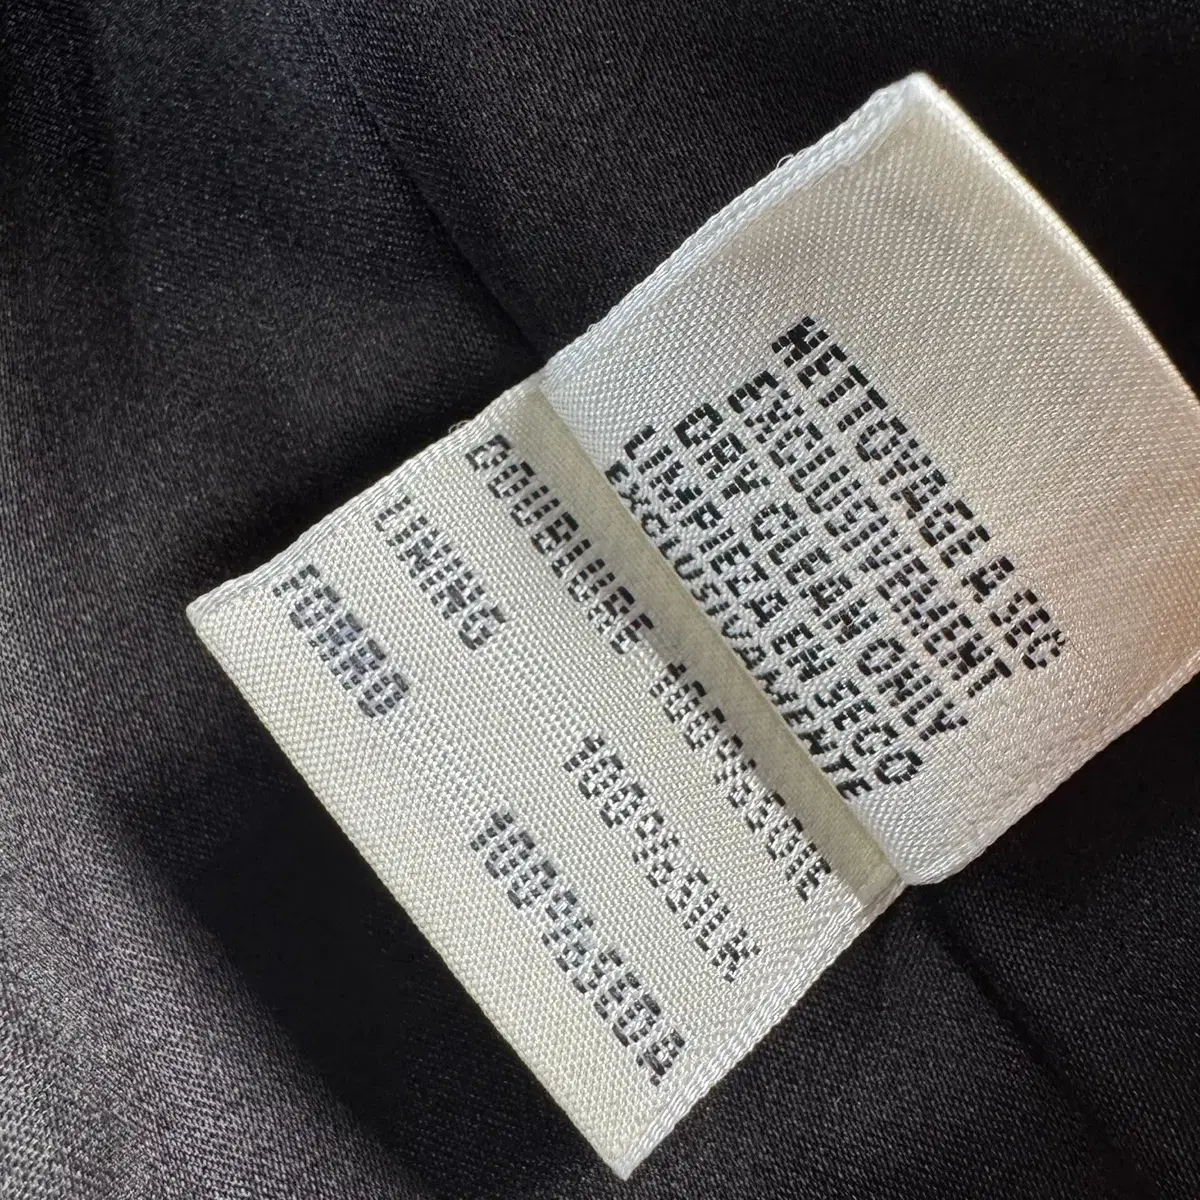 NETTOYAGE A SEC
EXCLUSIVEMENT
DRY CLEAN ONLY
LIMPIEZA EN SECO
EXCLUSIVAMENTE
DOUBLURE 100%SOIE
LINING 100%SILK
FORRO 100%SEDA